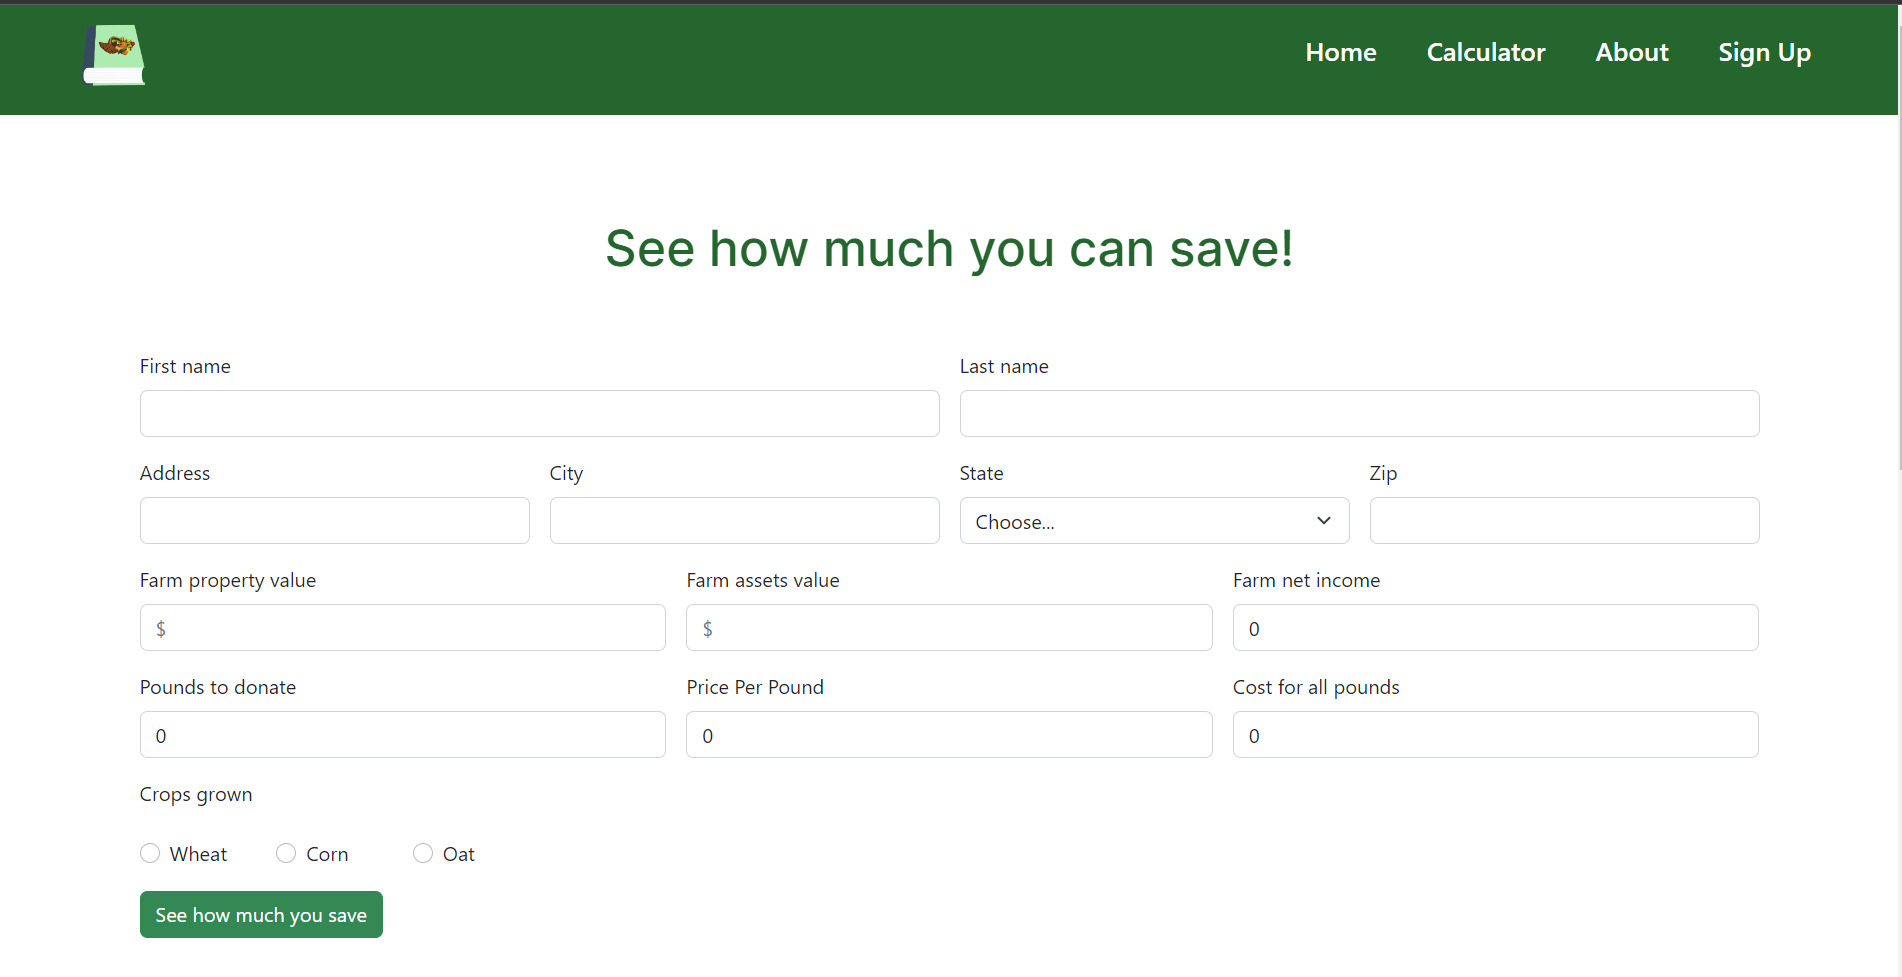 Home Calculator About Sign Up
See how much you can save!
First name Last name
Address City State Zip
Choose...
Farm property value Farm assets value Farm net income
$ $ 0
Pounds to donate Price Per Pound Cost for all pounds
0 0 0
Crops grown
Wheat Corn Oat
See how much you save